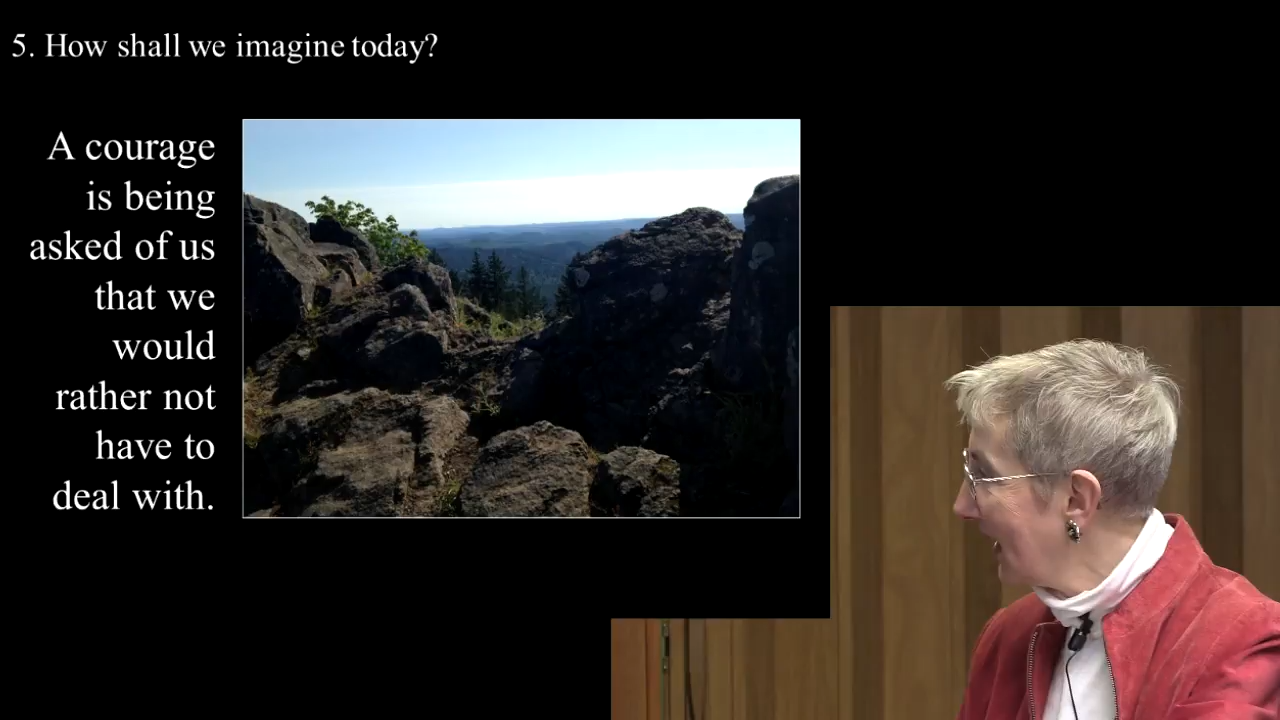 5. How shall we imagine today?
A courage
is being
asked of us
that we
would
rather not
have to
deal with.